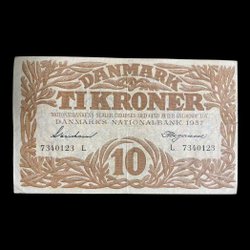 DANMARK
TI KRONER
DANMARKS NATIONALBANK 1937
7340123 L
L 7340123
10